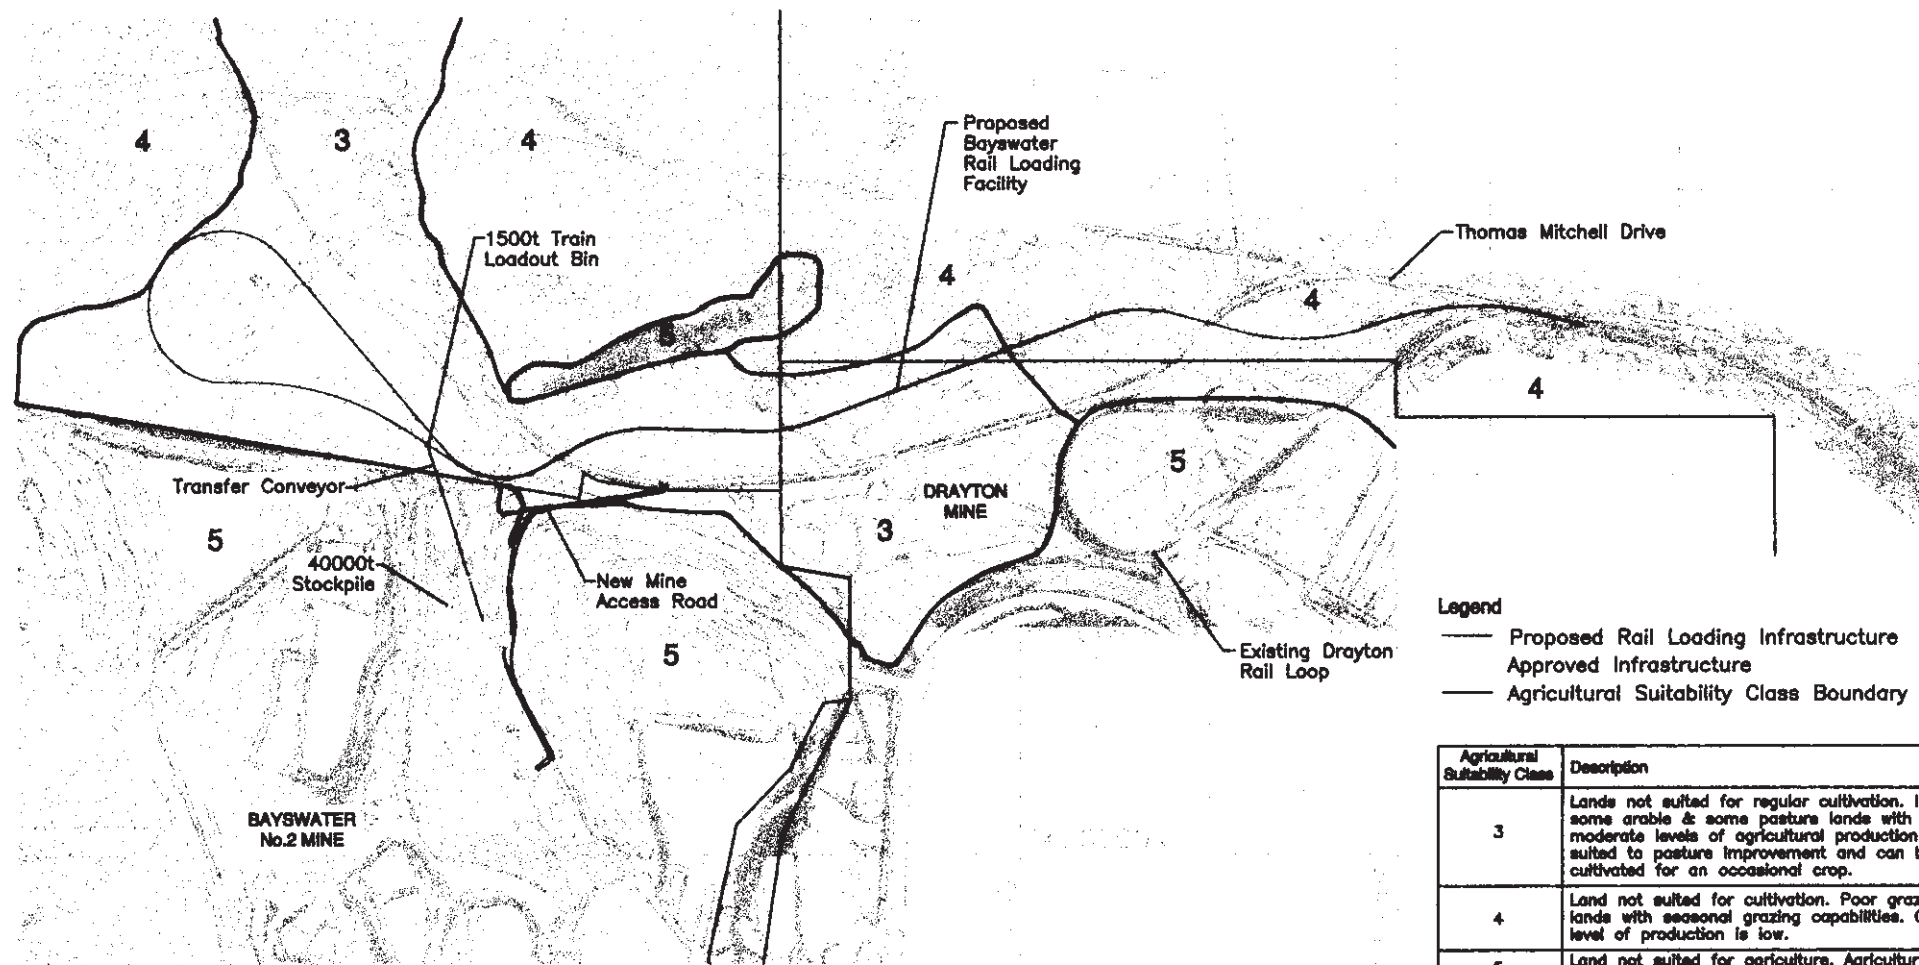 4
3
4
Proposed
Bayswater
Rail Loading
Facility
1500t Train
Loadout Bin
Thomas Mitchell Drive
4
4
5
4
Transfer Conveyor
5
DRAYTON
MINE
3
5
40000t
Stockpile
New Mine
Access Road
5
Existing Drayton
Rail Loop
BAYSWATER
No.2 MINE
Legend
Proposed Rail Loading Infrastructure
Approved Infrastructure
Agricultural Suitability Class Boundary
Agricultural
Suitability Class
Description
3
Lands not suited for regular cultivation.
some arable & some pasture lands with
moderate levels of agricultural production
suited to pasture improvement and can
cultivated for an occasional crop.
4
Land not suited for cultivation. Poor
lands with seasonal grazing capabilities.
level of production is low.
Land not suited for agriculture.